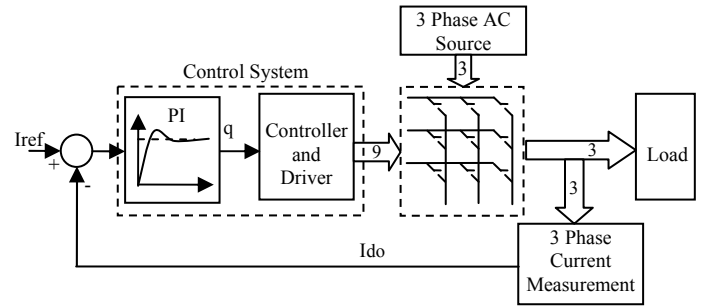 3 Phase AC
Source
3
Control System
PI
Iref
+
-
q
Controller
and
Driver
9
3
Load
3
3 Phase
Current
Measurement
Ido